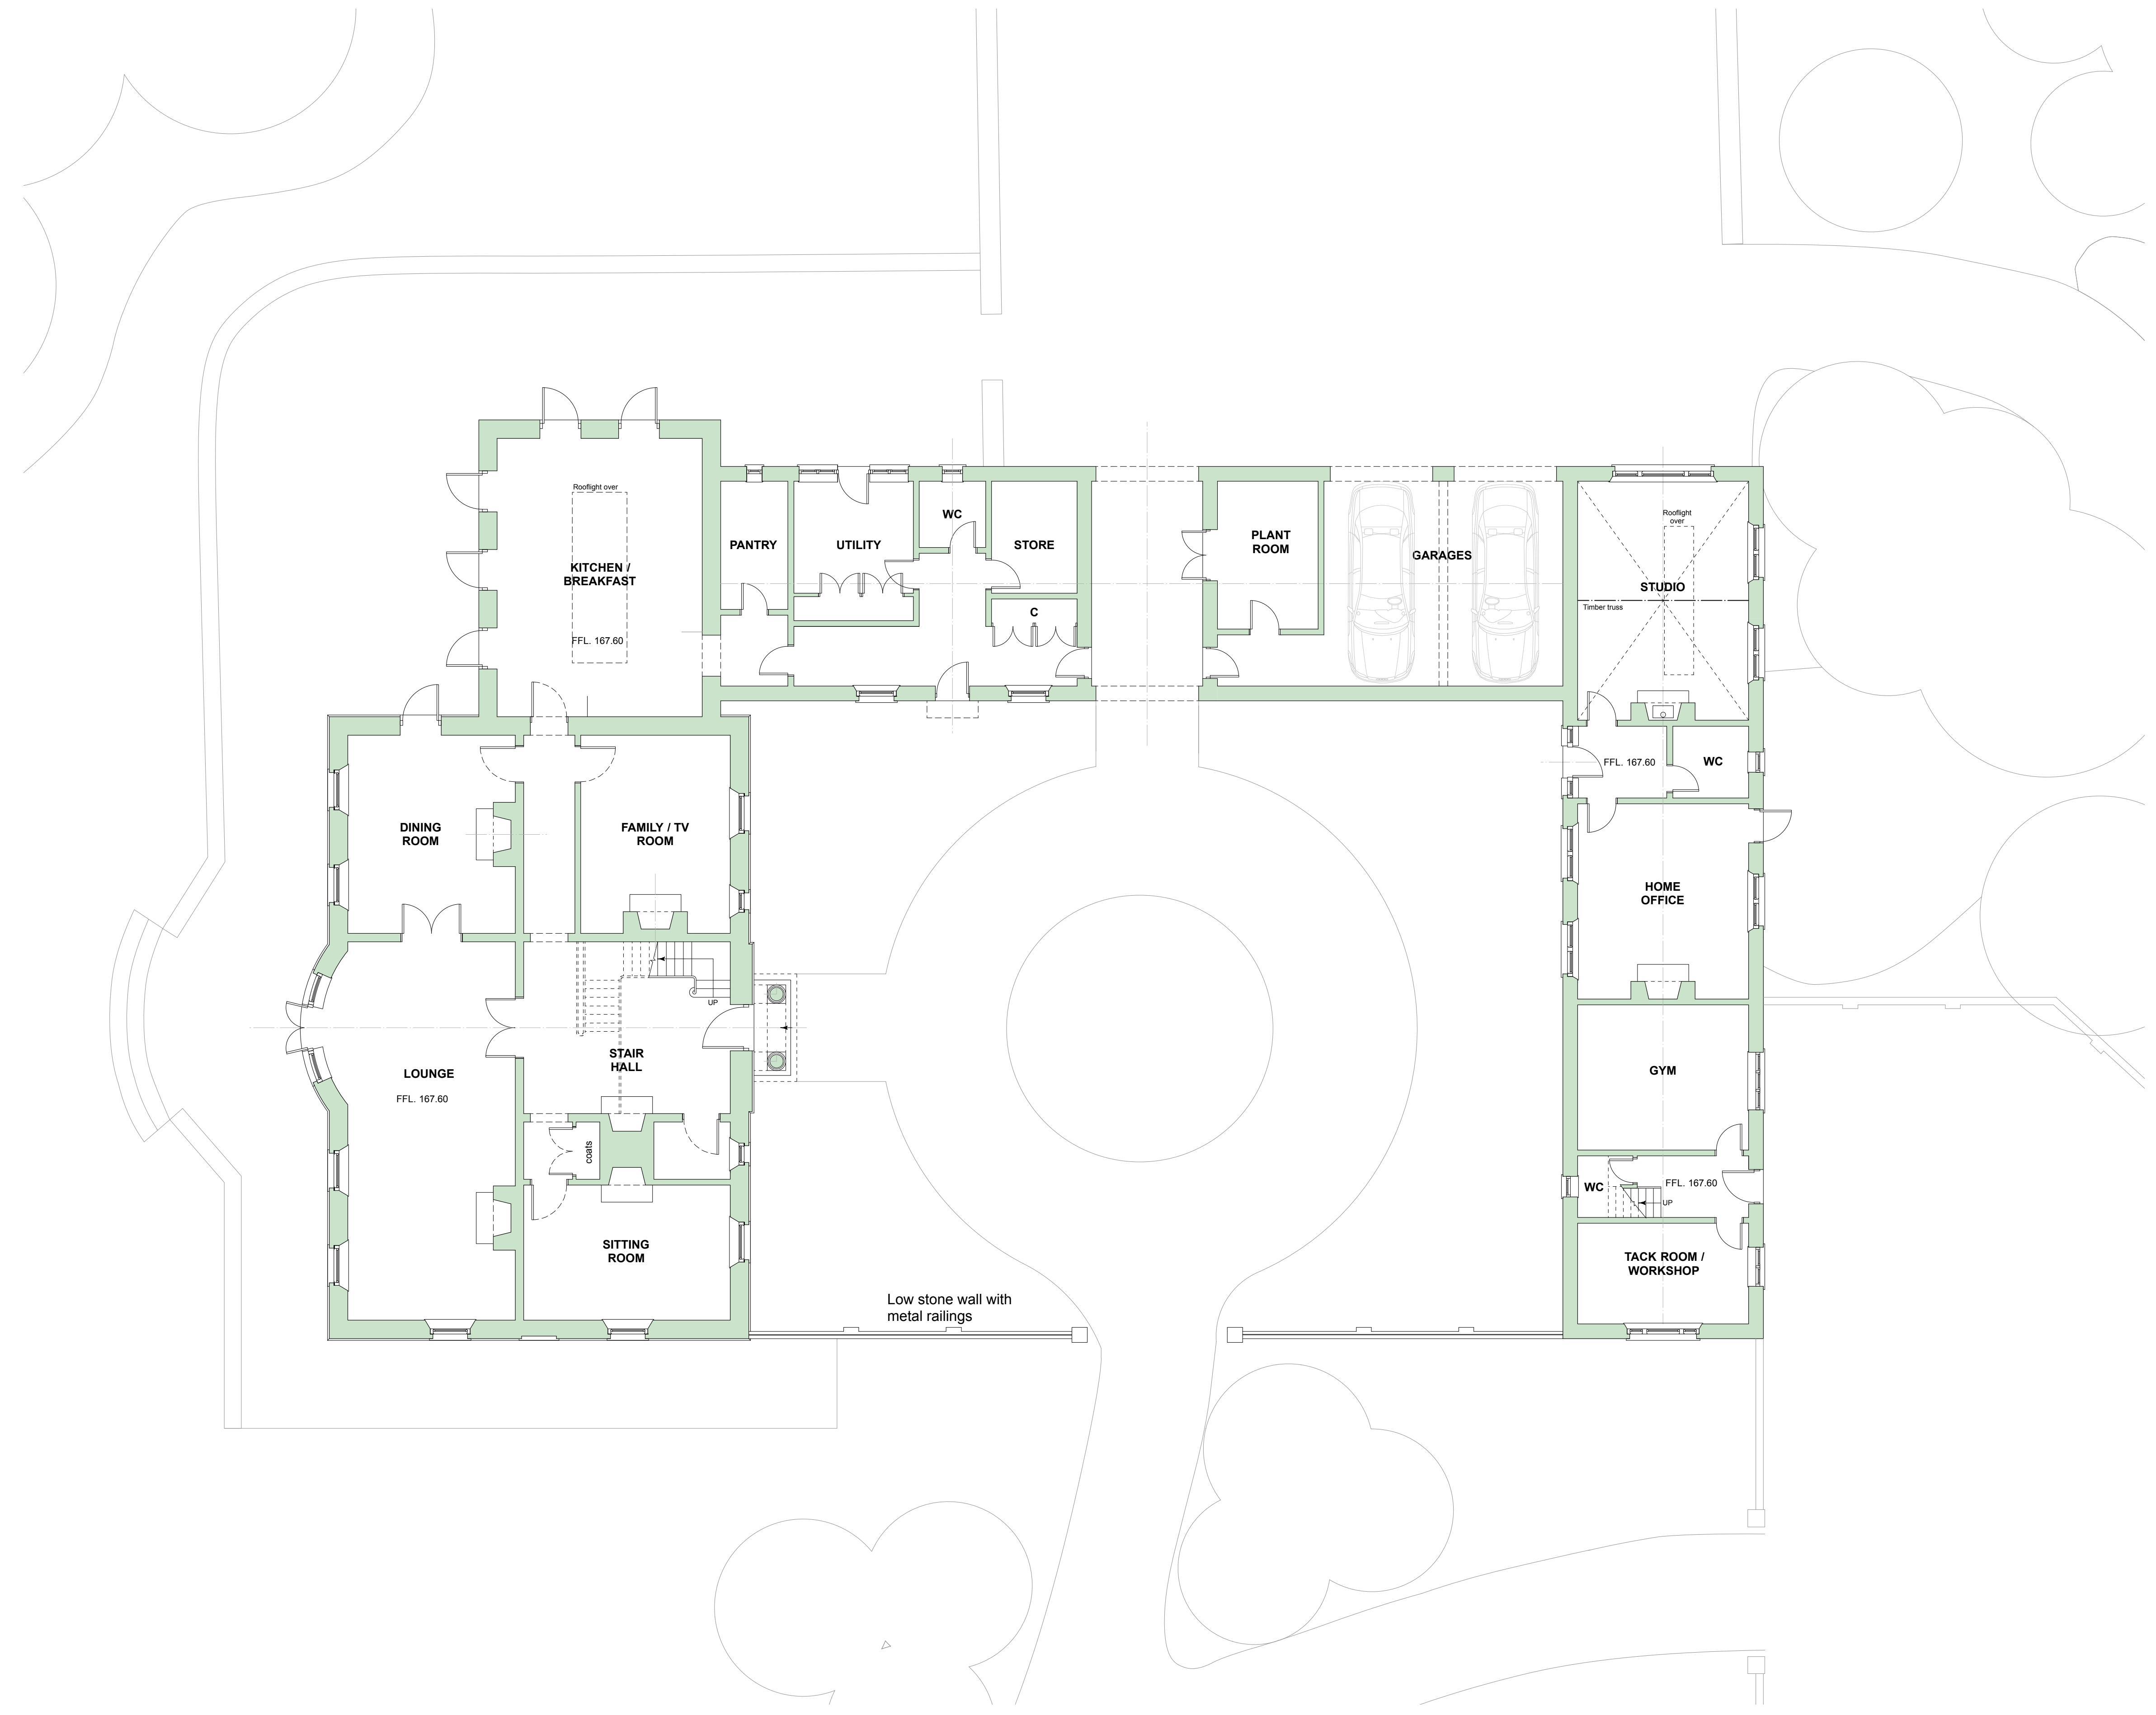 Rooflight over
KITCHEN /
BREAKFAST
FFL. 167.60
PANTRY
UTILITY
WC
STORE
C
PLANT
ROOM
GARAGES
Rooflight
over
STUDIO
Timber truss
FFL. 167.60
WC
DINING
ROOM
FAMILY / TV
ROOM
HOME
OFFICE
UP
STAIR
HALL
LOUNGE
FFL. 167.60
GYM
coats
WC
FFL. 167.60
UP
SITTING
ROOM
TACK ROOM /
WORKSHOP
Low stone wall with
metal railings